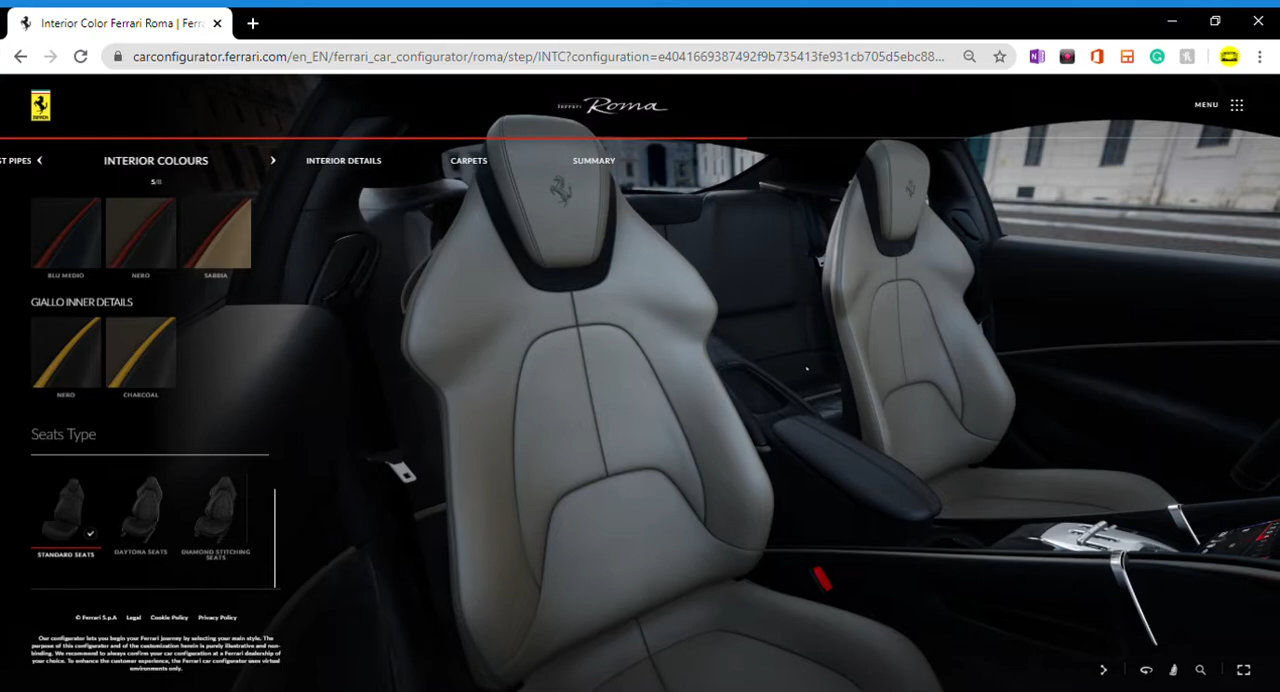 Interior Color Ferrari Roma | Ferra
carconfigurator.ferrari.com/en_EN/ferrari_car_configurator/roma/step/INTC?configuration=e4041669387492f9b735413fe931cb705d5ebc88...
Ferrari Roma
MENU
ST PIPES
INTERIOR COLOURS
INTERIOR DETAILS
CARPETS
SUMMARY
5/8
BLU MEDIO
NERO
SABBIA
GIALLO INNER DETAILS
NERO
CHARCOAL
Seats Type
STANDARD SEATS
DAYTONA SEATS
DIAMOND STITCHING
SEATS
© Ferrari S.p.A Legal Cookie Policy Privacy Policy
Our configurator lets you begin your Ferrari journey by selecting your main style. The
purpose of this configurator and of the customization herein is purely illustrative and non-
binding. We recommend to always confirm your car configuration at a Ferrari dealership of
your choice. To enhance the customer experience, the Ferrari car configurator uses virtual
environments only.